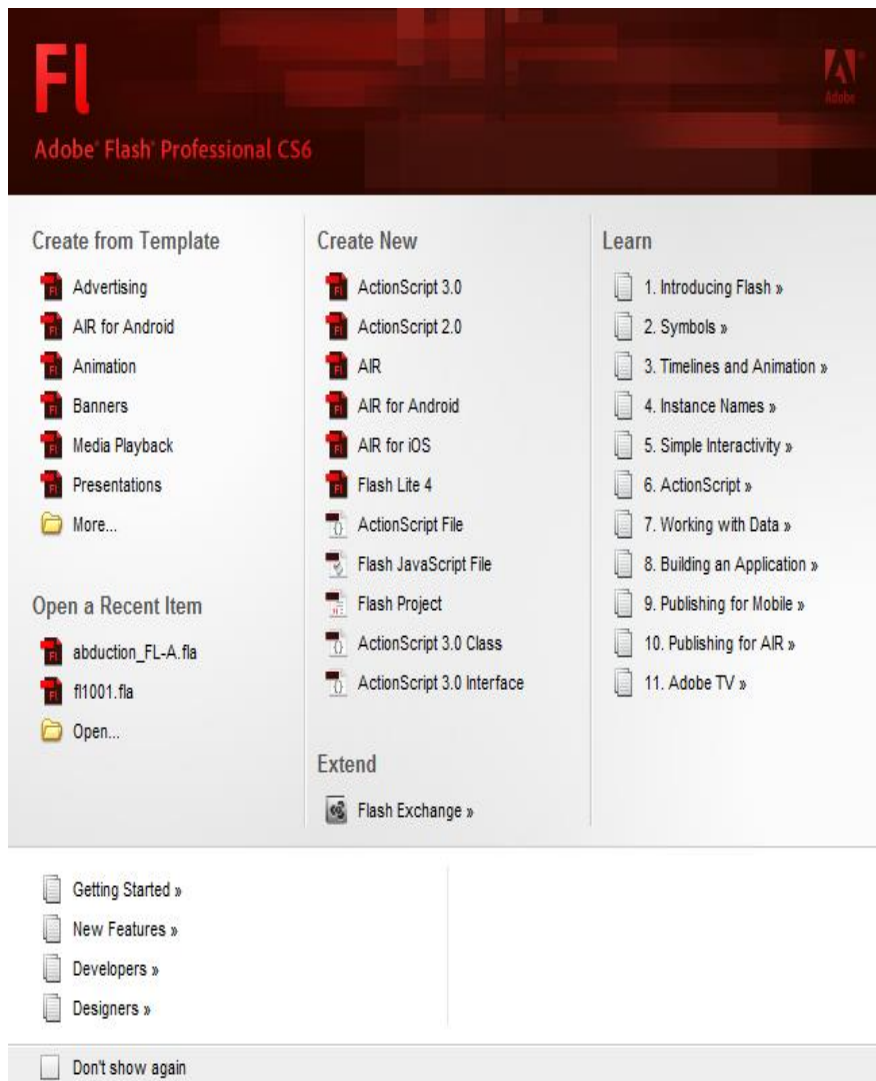 Fl
Adobe® Flash® Professional CS6
Adobe®
Create from Template
Advertising
AIR for Android
Animation
Banners
Media Playback
Presentations
More...
Open a Recent Item
abduction_FL-A.fla
fl1001.fla
Open...
Create New
ActionScript 3.0
ActionScript 2.0
AIR
AIR for Android
AIR for iOS
Flash Lite 4
ActionScript File
Flash JavaScript File
Flash Project
ActionScript 3.0 Class
ActionScript 3.0 Interface
Extend
Flash Exchange »
Learn
1. Introducing Flash »
2. Symbols »
3. Timelines and Animation »
4. Instance Names »
5. Simple Interactivity »
6. ActionScript »
7. Working with Data »
8. Building an Application »
9. Publishing for Mobile »
10. Publishing for AIR »
11. Adobe TV »
Getting Started »
New Features »
Developers »
Designers »
Don't show again